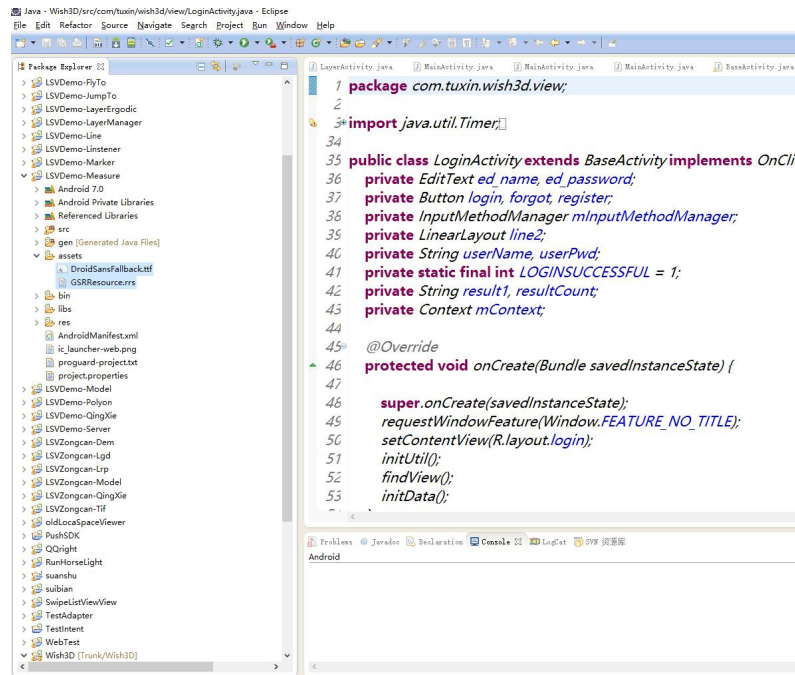 Java - Wish3D/src/com/tuxin/wish3d/view/LoginActivity.java - Eclipse
File Edit Refactor Source Navigate Search Project Run Window Help
Package Explorer
LSVDemo-FlyTo
LSVDemo-JumpTo
LSVDemo-LayerErgodic
LSVDemo-LayerManager
LSVDemo-Line
LSVDemo-Linstener
LSVDemo-Marker
LSVDemo-Measure
Android 7.0
Android Private Libraries
Referenced Libraries
src
gen [Generated Java Files]
assets
DroidSansFallback.ttf
GSRResource.rrs
bin
libs
res
AndroidManifest.xml
ic_launcher-web.png
proguard-project.txt
project.properties
LSVDemo-Model
LSVDemo-Polyon
LSVDemo-QingXie
LSVDemo-Server
LSVZongcan-Dem
LSVZongcan-Lgd
LSVZongcan-Lrp
LSVZongcan-Model
LSVZongcan-QingXie
LSVZongcan-Tif
oldLocaSpaceViewer
PushSDK
QQright
RunHorseLight
suanshu
suibian
SwipeListViewView
TestAdapter
TestIntent
WebTest
Wish3D [Trunk/Wish3D]
LayerActivity.java MainActivity.java MainActivity.java MainActivity.java BaseActivity.java
1 package com.tuxin.wish3d.view;
2
3 import java.util.Timer;
34
35 public class LoginActivity extends BaseActivity implements OnCli
36 private EditText ed_name, ed_password;
37 private Button login, forgot, register;
38 private InputMethodManager mInputMethodManager;
39 private LinearLayout line2;
40 private String userName, userPwd;
41 private static final int LOGINSUCCESSFUL = 1;
42 private String result1, resultCount;
43 private Context mContext;
44
45 @Override
46 protected void onCreate(Bundle savedInstanceState) {
47
48 super.onCreate(savedInstanceState);
49 requestWindowFeature(Window.FEATURE_NO_TITLE);
50 setContentView(R.layout.login);
51 initUtil();
52 findView();
53 initData();
Problems Javadoc Declaration Console LogCat SVN 资源库
Android